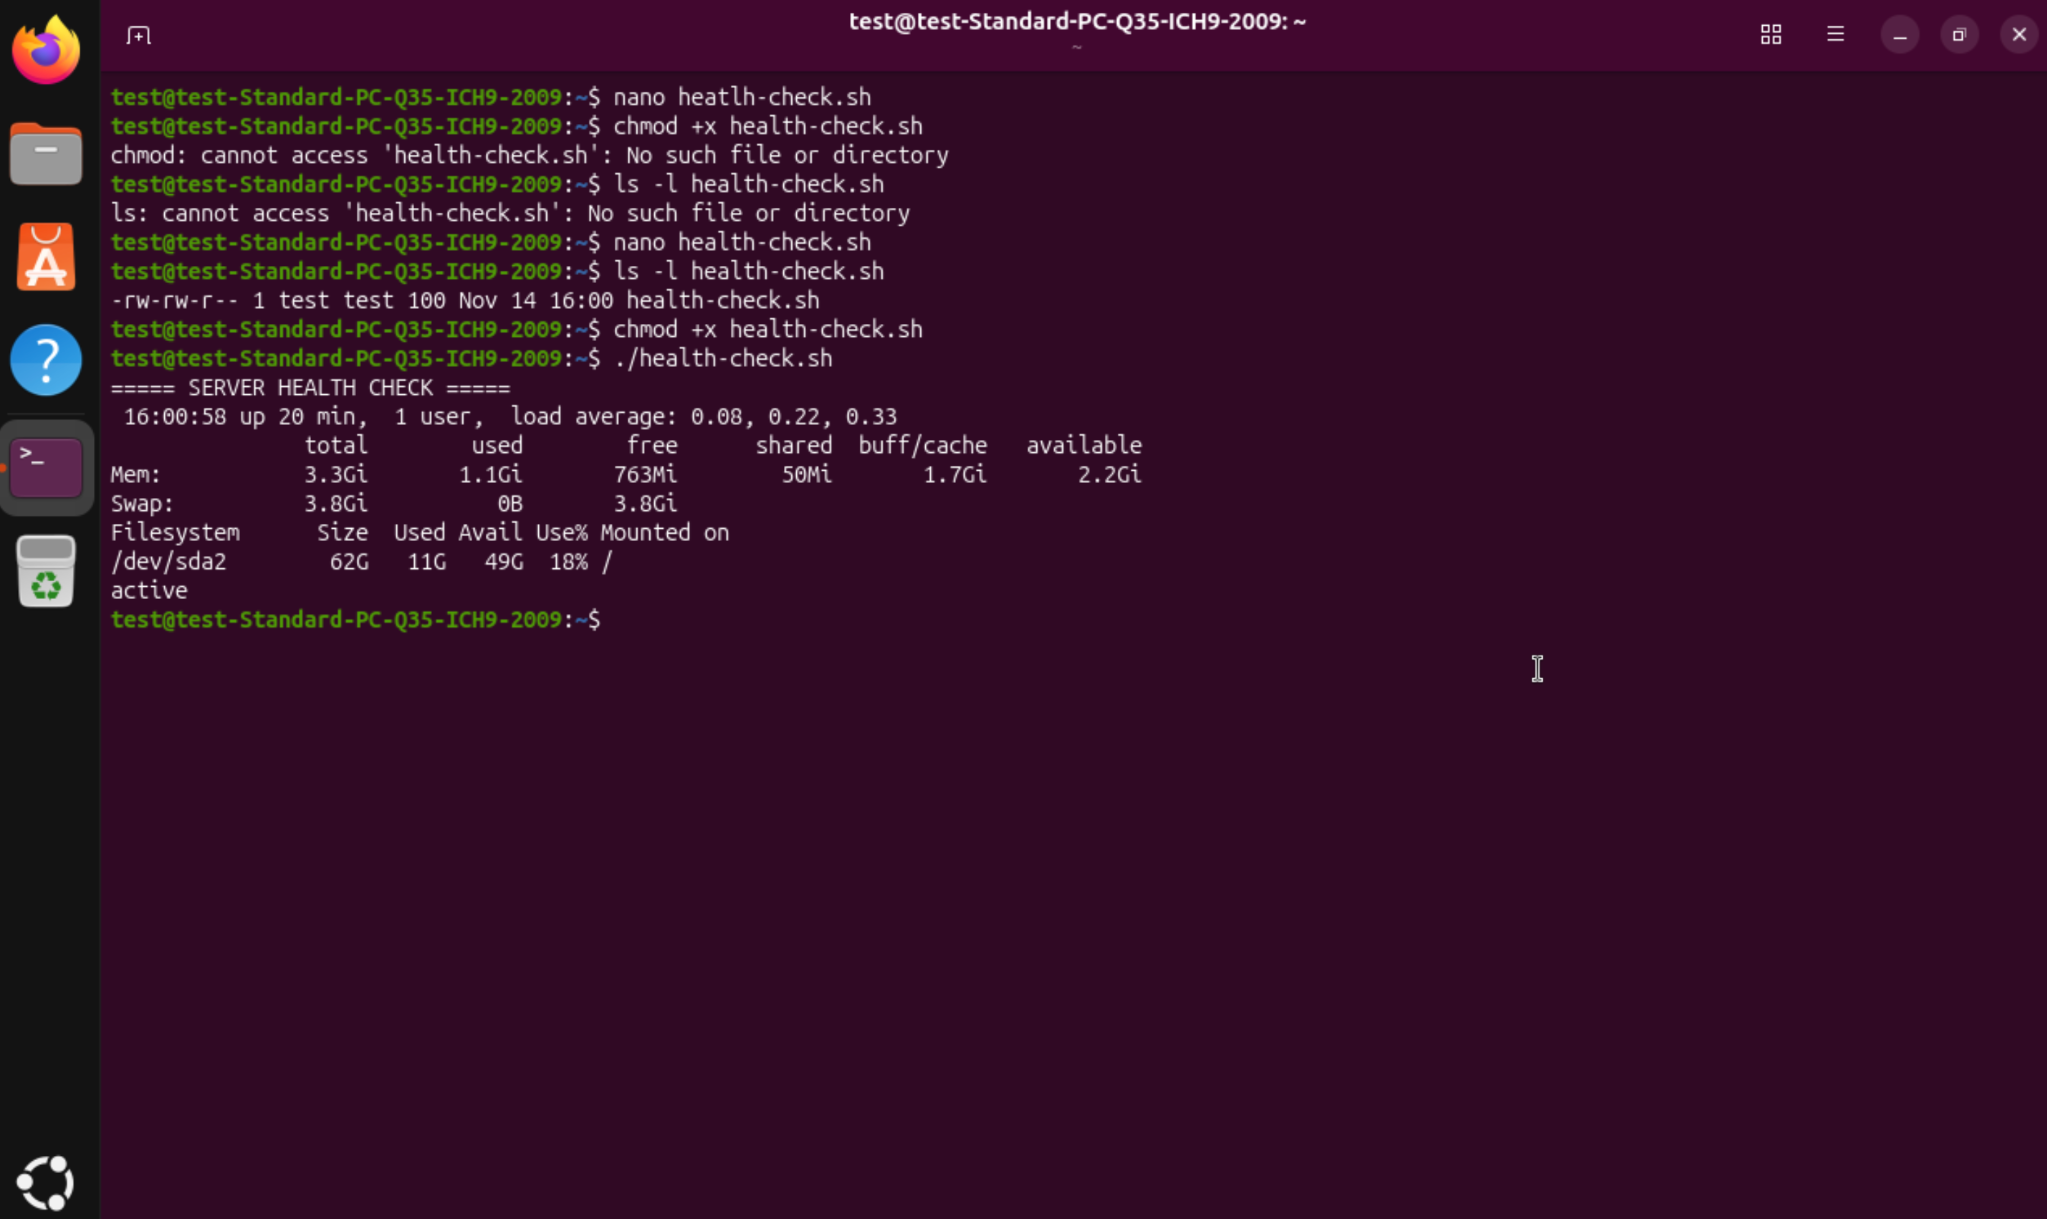 test@test-Standard-PC-Q35-ICH9-2009: ~
~
test@test-Standard-PC-Q35-ICH9-2009:~$ nano heatlh-check.sh
test@test-Standard-PC-Q35-ICH9-2009:~$ chmod +x health-check.sh
chmod: cannot access 'health-check.sh': No such file or directory
test@test-Standard-PC-Q35-ICH9-2009:~$ ls -l health-check.sh
ls: cannot access 'health-check.sh': No such file or directory
test@test-Standard-PC-Q35-ICH9-2009:~$ nano health-check.sh
test@test-Standard-PC-Q35-ICH9-2009:~$ ls -l health-check.sh
-rw-rw-r-- 1 test test 100 Nov 14 16:00 health-check.sh
test@test-Standard-PC-Q35-ICH9-2009:~$ chmod +x health-check.sh
test@test-Standard-PC-Q35-ICH9-2009:~$ ./health-check.sh
===== SERVER HEALTH CHECK =====
 16:00:58 up 20 min,  1 user,  load average: 0.08, 0.22, 0.33
               total        used        free      shared  buff/cache   available
Mem:           3.3Gi       1.1Gi       763Mi        50Mi       1.7Gi       2.2Gi
Swap:          3.8Gi          0B       3.8Gi
Filesystem      Size  Used Avail Use% Mounted on
/dev/sda2        62G   11G   49G  18% /
active
test@test-Standard-PC-Q35-ICH9-2009:~$